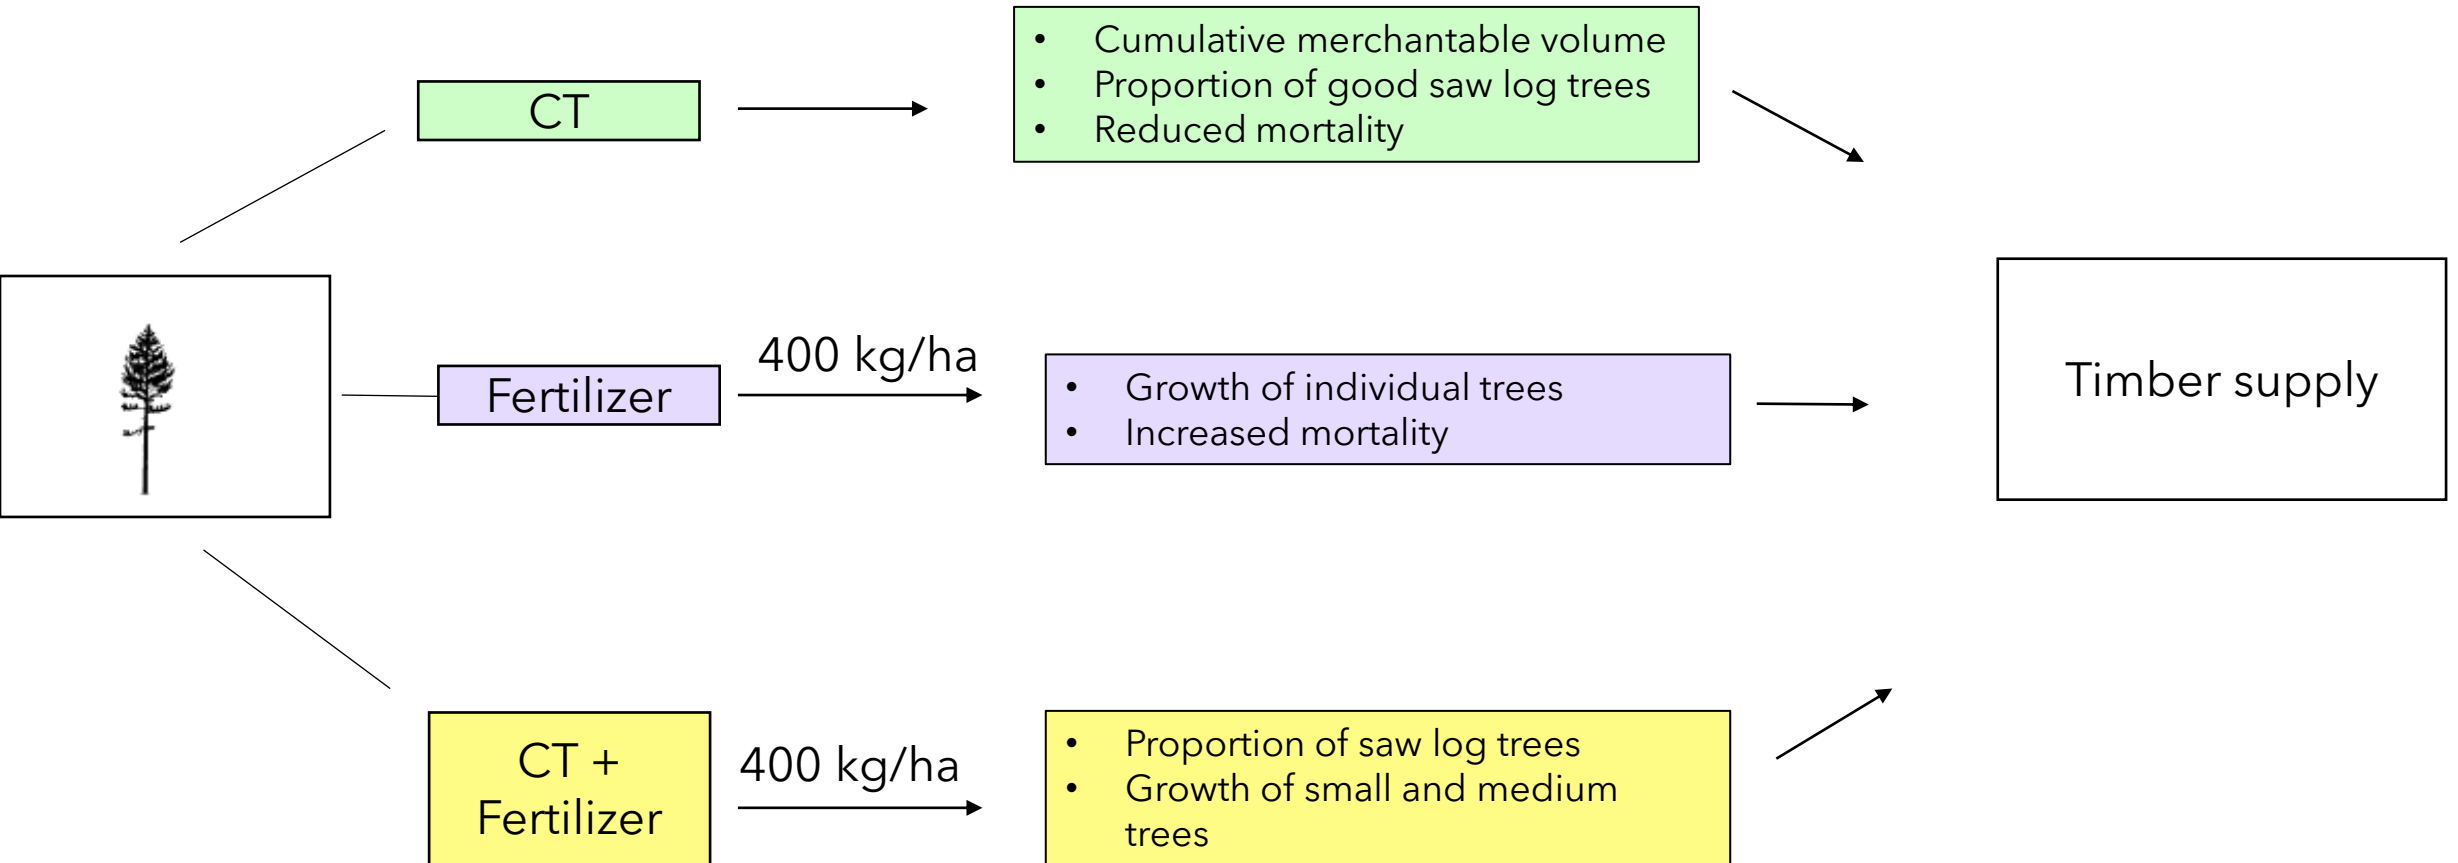 CT
• Cumulative merchantable volume
• Proportion of good saw log trees
• Reduced mortality
Fertilizer
400 kg/ha
• Growth of individual trees
• Increased mortality
Timber supply
CT +
Fertilizer
400 kg/ha
• Proportion of saw log trees
• Growth of small and medium
trees